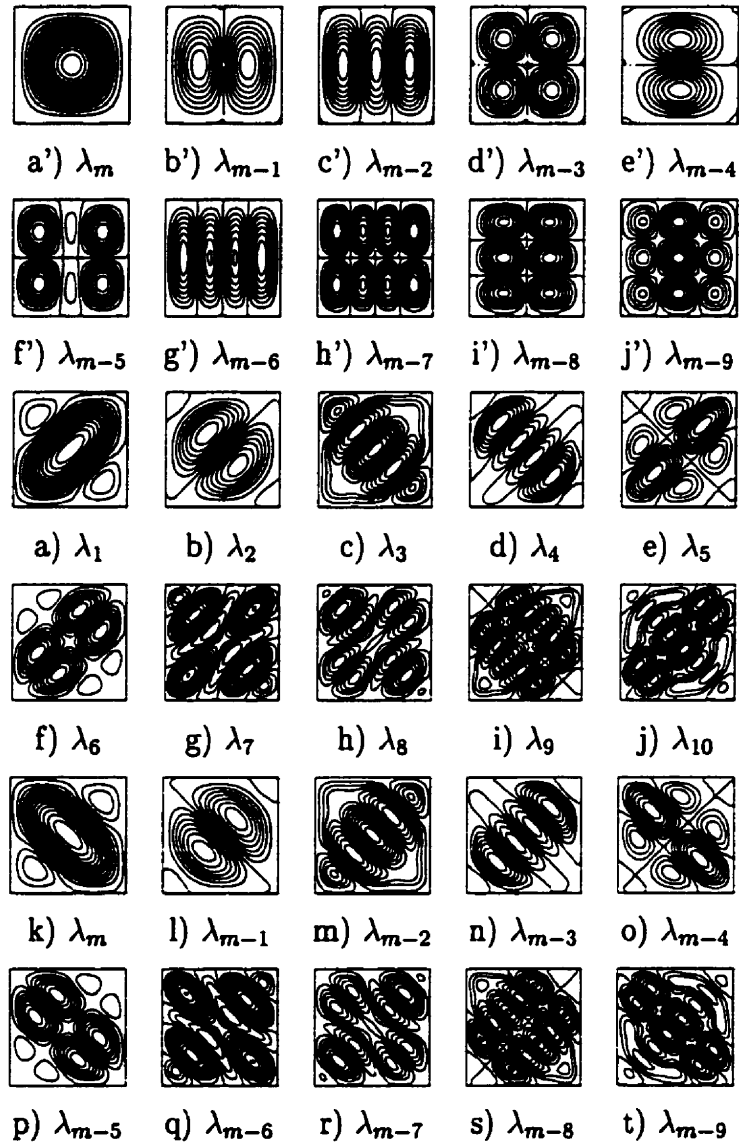 a') λ_m b') λ_{m-1} c') λ_{m-2} d') λ_{m-3} e') λ_{m-4}
f') λ_{m-5} g') λ_{m-6} h') λ_{m-7} i') λ_{m-8} j') λ_{m-9}
a) λ_1 b) λ_2 c) λ_3 d) λ_4 e) λ_5
f) λ_6 g) λ_7 h) λ_8 i) λ_9 j) λ_{10}
k) λ_m l) λ_{m-1} m) λ_{m-2} n) λ_{m-3} o) λ_{m-4}
p) λ_{m-5} q) λ_{m-6} r) λ_{m-7} s) λ_{m-8} t) λ_{m-9}